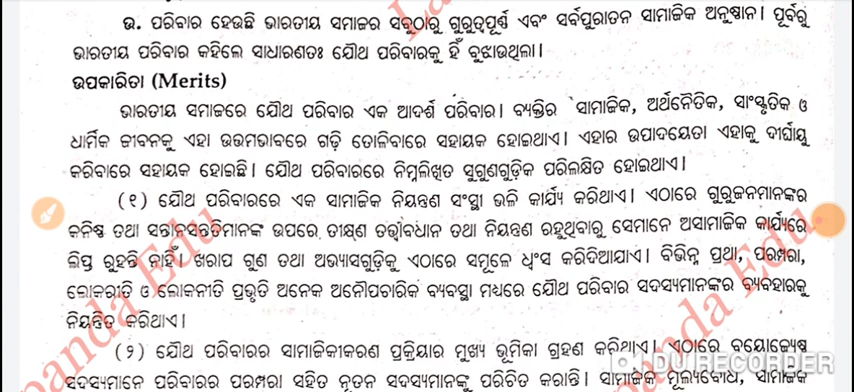 ଉ. ପରିବାର ହେଉଛି ଭାରତୀୟ ସମାଜର ସବୁଠାରୁ ଗୁରୁତ୍ୱପୂର୍ଣ୍ଣ ଏବଂ ସର୍ବପୁରାତନ ସାମାଜିକ ଅନୁଷ୍ଠାନ। ପୂର୍ବରୁ
ଭାରତୀୟ ପରିବାର କହିଲେ ସାଧାରଣତଃ ଯୌଥ ପରିବାରକୁ ହିଁ ବୁଝାଉଥିଲା।
ଉପକାରିତା (Merits)
ଭାରତୀୟ ସମାଜରେ ଯୌଥ ପରିବାର ଏକ ଆଦର୍ଶ ପରିବାର। ବ୍ୟକ୍ତିର ସାମାଜିକ, ଅର୍ଥନୈତିକ, ସାଂସ୍କୃତିକ ଓ
ଧାର୍ମିକ ଜୀବନକୁ ଏହା ଉତ୍ତମଭାବରେ ଗଢ଼ି ତୋଳିବାରେ ସହାୟକ ହୋଇଥାଏ। ଏହାର ଉପାଦେୟତା ଏହାକୁ ଦୀର୍ଘାୟୁ
କରିବାରେ ସହାୟକ ହୋଇଛି। ଯୌଥ ପରିବାରରେ ନିମ୍ନଲିଖିତ ସୁଗୁଣଗୁଡ଼ିକ ପରିଲକ୍ଷିତ ହୋଇଥାଏ।
(୧) ଯୌଥ ପରିବାରରେ ଏକ ସାମାଜିକ ନିୟନ୍ତ୍ରଣ ସଂସ୍ଥା ଭଳି କାର୍ଯ୍ୟ କରିଥାଏ। ଏଠାରେ ଗୁରୁଜନମାନଙ୍କର
କନିଷ୍ଠ ତଥା ସନ୍ତାନସନ୍ତତିମାନଙ୍କ ଉପରେ ତୀକ୍ଷଣ ତତ୍ତ୍ୱାବଧାନ ତଥା ନିୟନ୍ତ୍ରଣ ରହୁଥିବାରୁ ସେମାନେ ଅସାମାଜିକ କାର୍ଯ୍ୟରେ
ଲିପ୍ତ ରୁହନ୍ତି ନାହିଁ। ଖରାପ ଗୁଣ ତଥା ଅଭ୍ୟାସଗୁଡ଼ିକୁ ଏଠାରେ ସମୂଳେ ଧ୍ୱଂସ କରିଦିଆଯାଏ। ବିଭିନ୍ନ ପ୍ରଥା, ପରମ୍ପରା,
ଲୋକରୀତି ଓ ଲୋକନୀତି ପ୍ରଭୃତି ଅନେକ ଅନୌପଚାରିକ ବ୍ୟବସ୍ଥା ମଧ୍ୟରେ ଯୌଥ ପରିବାର ସଦସ୍ୟମାନଙ୍କର ବ୍ୟବହାରକୁ
ନିୟନ୍ତ୍ରିତ କରିଥାଏ।
(୨) ଯୌଥ ପରିବାରର ସାମାଜିକୀକରଣ ପ୍ରକ୍ରିୟାର ମୁଖ୍ୟ ଭୂମିକା ଗ୍ରହଣ କରିଥାଏ। ଏଠାରେ ବୟୋଜ୍ୟେଷ୍ଠ
ସଦସ୍ୟମାନେ ପରିବାରର ପରମ୍ପରା ସହିତ ନୂତନ ସଦସ୍ୟମାନଙ୍କୁ ପରିଚିତ କରାନ୍ତି। ସାମାଜିକ ମୂଲ୍ୟବୋଧ, ସାମାଜିକ
DU RECORDER
Panda Edu.